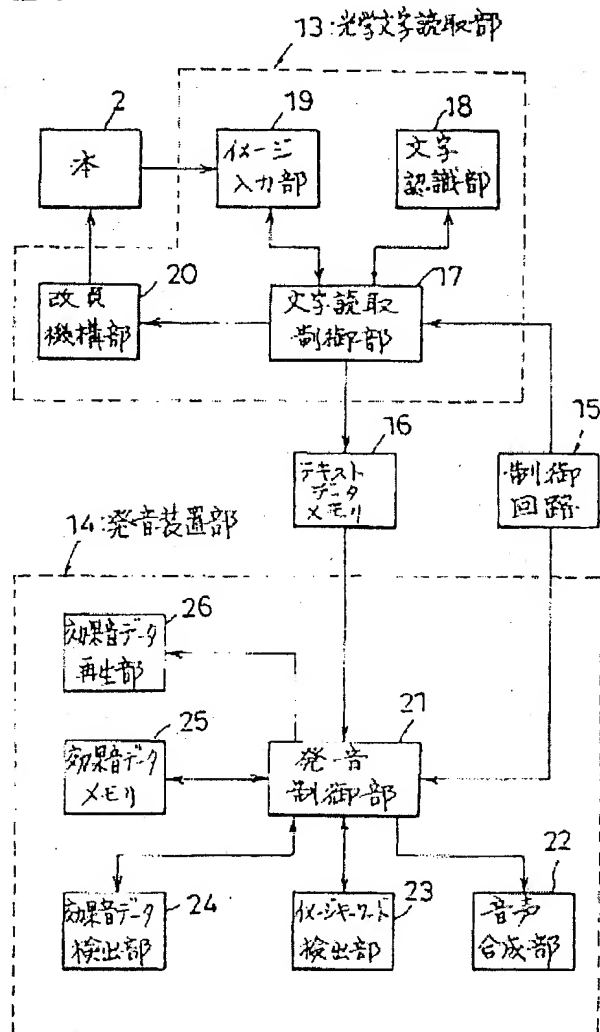 13:光学文字読取部
2
本
19
イメージ
入力部
18
文字
認識部
20
改頁
機構部
17
文字読取
制御部
16
テキスト
データ
メモリ
15
制御
回路
14:発音装置部
26
効果音データ
再生部
25
効果音データ
メモリ
21
発音
制御部
24
効果音データ
検出部
23
イメージキーワード
検出部
22
音声
合成部